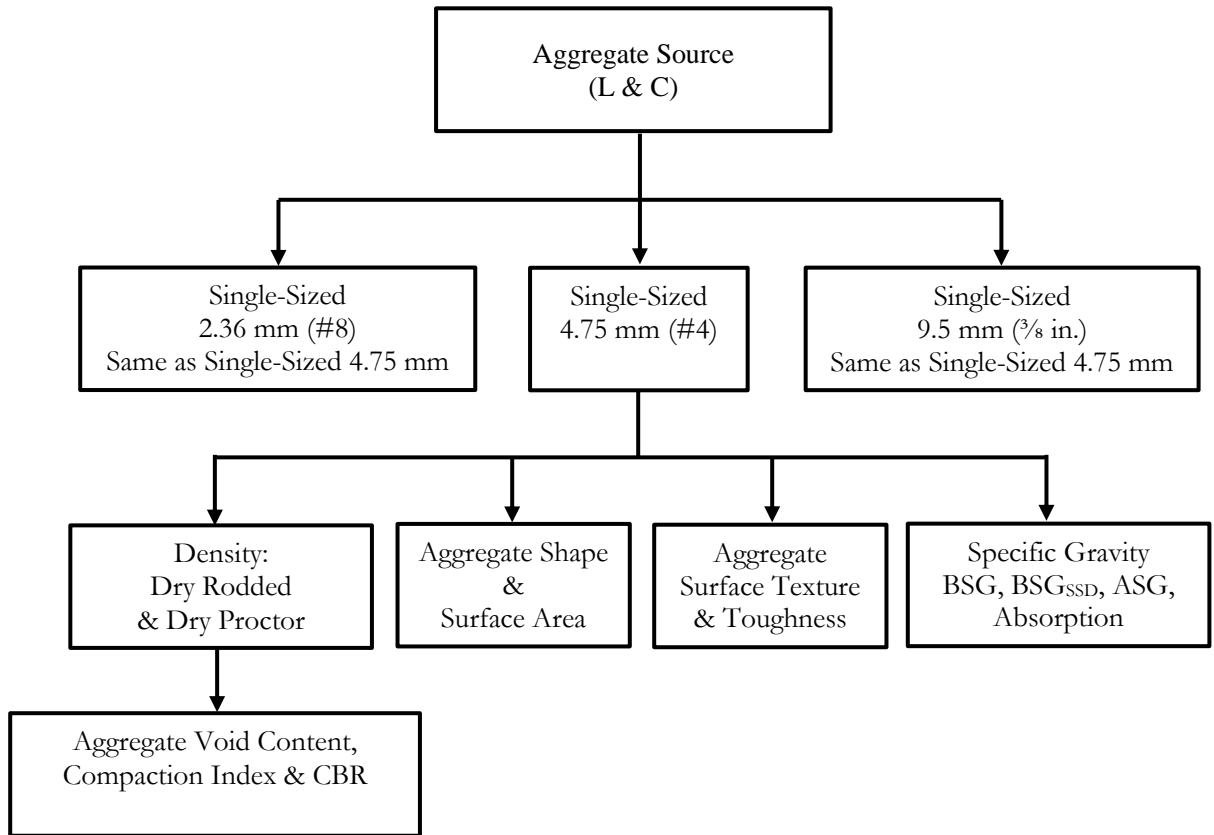 Aggregate Source
(L & C)
Single-Sized
2.36 mm (#8)
Same as Single-Sized 4.75 mm
Single-Sized
4.75 mm (#4)
Single-Sized
9.5 mm (⅜ in.)
Same as Single-Sized 4.75 mm
Density:
Dry Rodded
& Dry Proctor
Aggregate Shape
&
Surface Area
Aggregate
Surface Texture
& Toughness
Specific Gravity
BSG, BSGSSD, ASG,
Absorption
Aggregate Void Content,
Compaction Index & CBR